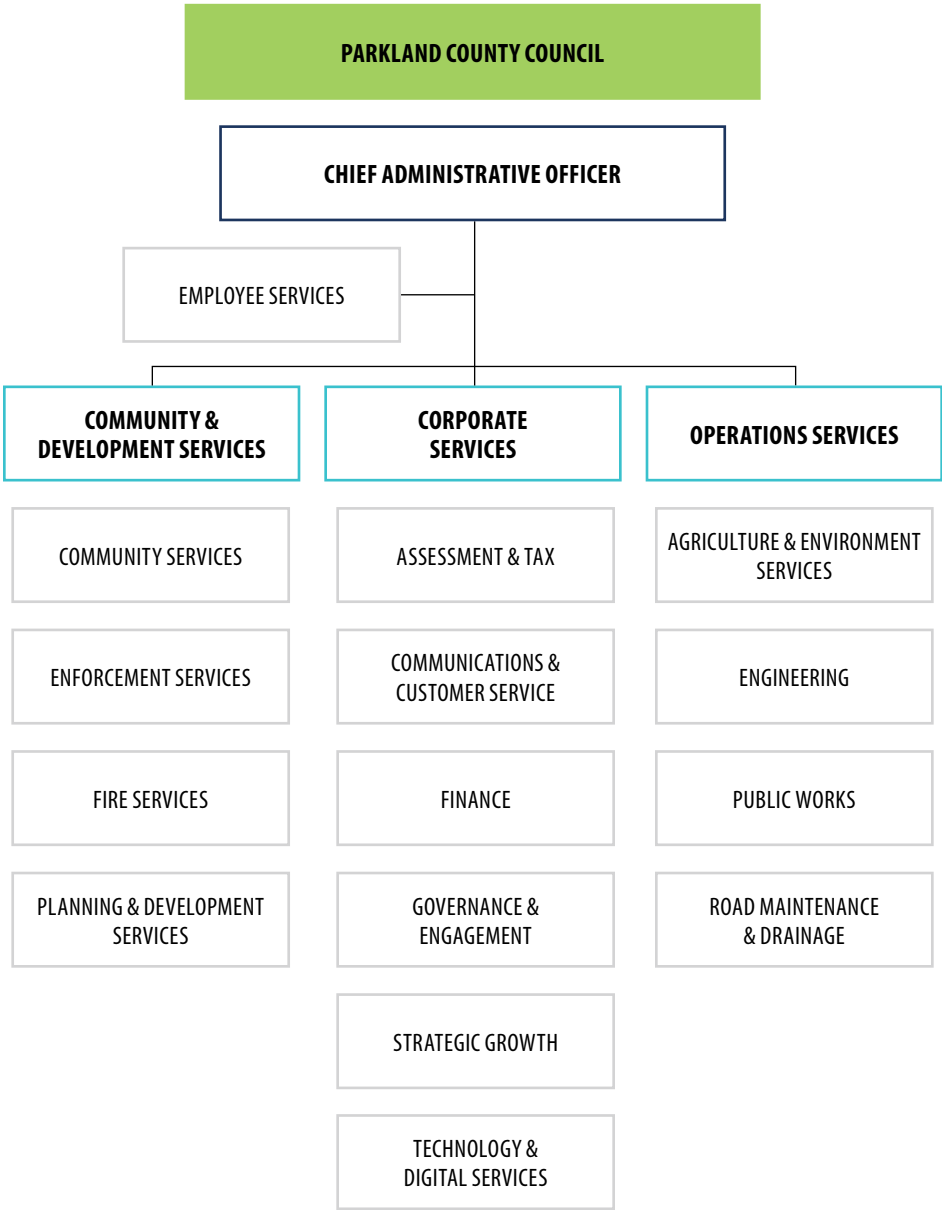 PARKLAND COUNTY COUNCIL
CHIEF ADMINISTRATIVE OFFICER
EMPLOYEE SERVICES
COMMUNITY &
DEVELOPMENT SERVICES
COMMUNITY SERVICES
ENFORCEMENT SERVICES
FIRE SERVICES
PLANNING & DEVELOPMENT
SERVICES
CORPORATE
SERVICES
ASSESSMENT & TAX
COMMUNICATIONS &
CUSTOMER SERVICE
FINANCE
GOVERNANCE &
ENGAGEMENT
STRATEGIC GROWTH
TECHNOLOGY &
DIGITAL SERVICES
OPERATIONS SERVICES
AGRICULTURE & ENVIRONMENT
SERVICES
ENGINEERING
PUBLIC WORKS
ROAD MAINTENANCE
& DRAINAGE